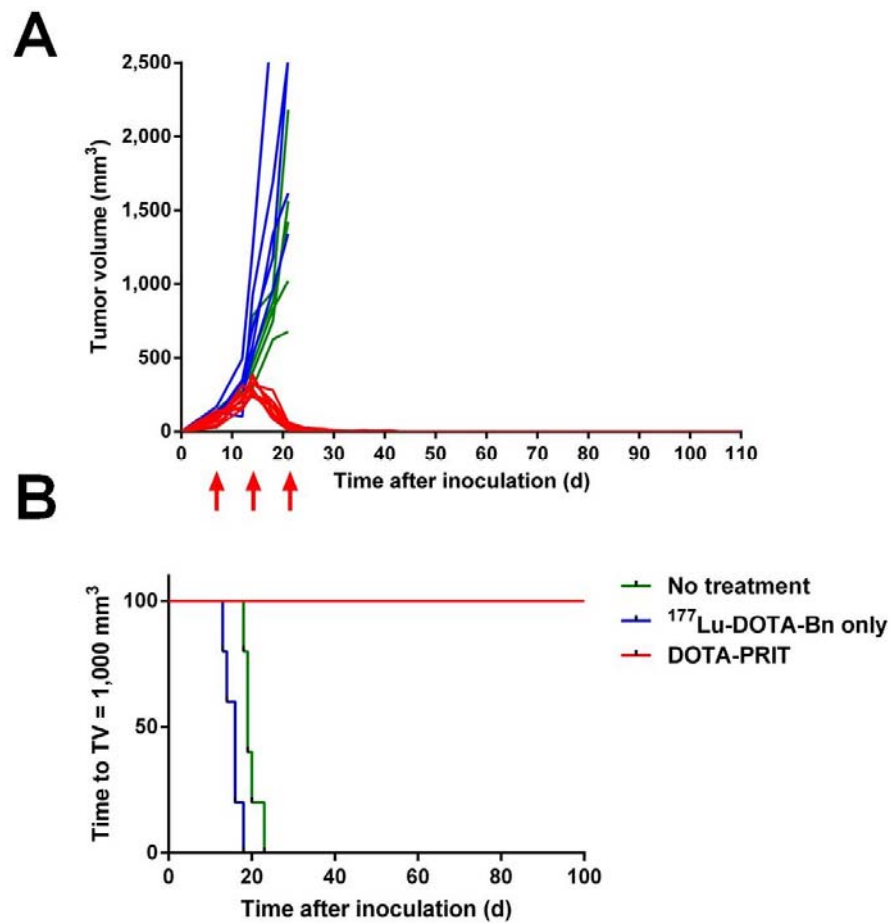 A
Tumor volume (mm³)
2,500
2,000
1,500
1,000
500
0
0 10 20 30 40 50 60 70 80 90 100 110
Time after inoculation (d)
B
Time to TV = 1,000 mm³
100
50
0
0 20 40 60 80 100
Time after inoculation (d)
No treatment
¹⁷⁷Lu-DOTA-Bn only
DOTA-PRIT